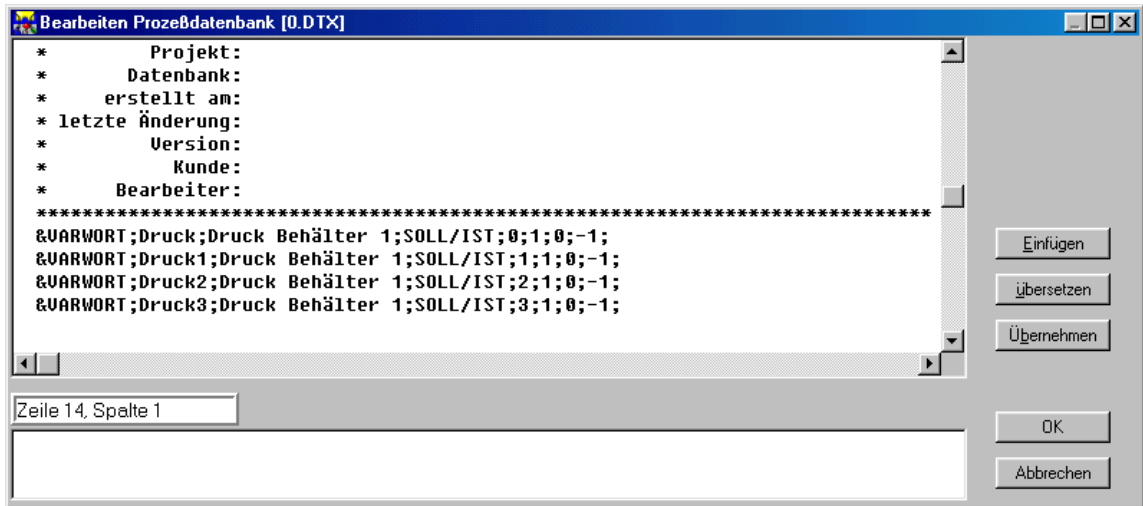 Bearbeiten Prozeßdatenbank [0.DTX]
* Projekt:
* Datenbank:
* erstellt am:
* letzte Änderung:
* Version:
* Kunde:
* Bearbeiter:
******************************************************************************
&VARWORT;Druck;Druck Behälter 1;SOLL/IST;0;1;0;-1;
&VARWORT;Druck1;Druck Behälter 1;SOLL/IST;1;1;0;-1;
&VARWORT;Druck2;Druck Behälter 1;SOLL/IST;2;1;0;-1;
&VARWORT;Druck3;Druck Behälter 1;SOLL/IST;3;1;0;-1;
Einfügen
übersetzen
Übernehmen
Zeile 14, Spalte 1
OK
Abbrechen